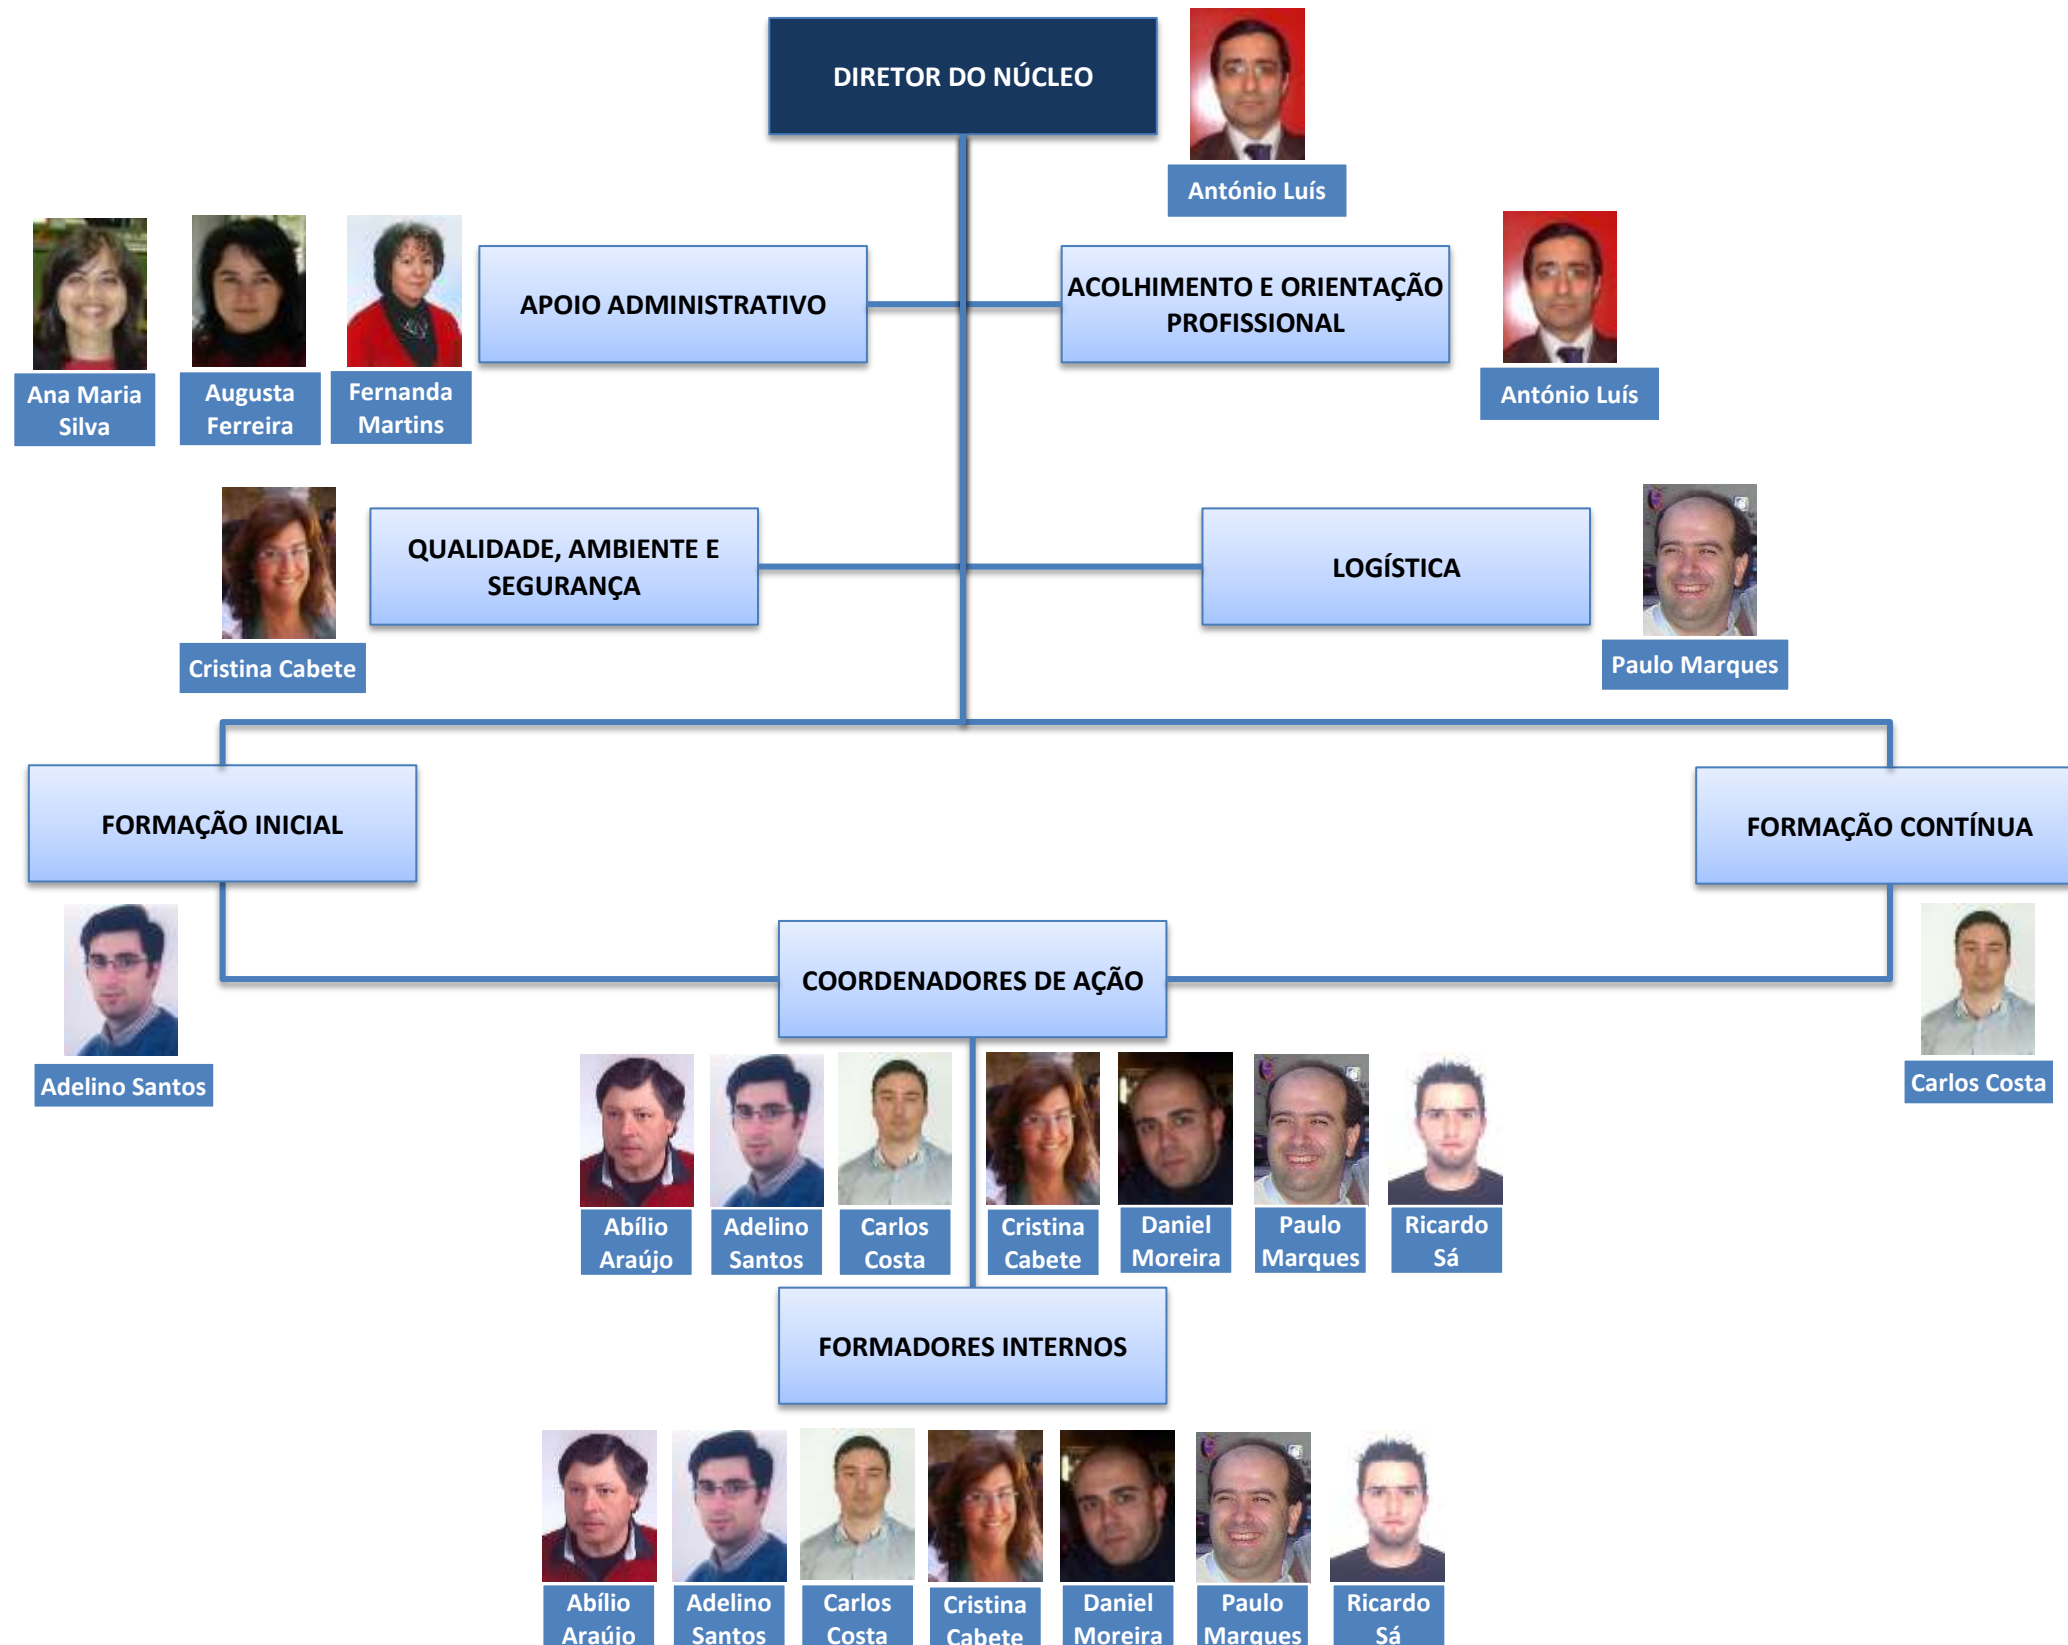 DIRETOR DO NÚCLEO
António Luís
APOIO ADMINISTRATIVO
ACOLHIMENTO E ORIENTAÇÃO
PROFISSIONAL
Ana Maria
Silva
Augusta
Ferreira
Fernanda
Martins
António Luís
QUALIDADE, AMBIENTE E
SEGURANÇA
LOGÍSTICA
Cristina Cabete
Paulo Marques
FORMAÇÃO INICIAL
FORMAÇÃO CONTÍNUA
COORDENADORES DE AÇÃO
Adelino Santos
Carlos Costa
Abílio
Araújo
Adelino
Santos
Carlos
Costa
Cristina
Cabete
Daniel
Moreira
Paulo
Marques
Ricardo
Sá
FORMADORES INTERNOS
Abílio
Araújo
Adelino
Santos
Carlos
Costa
Cristina
Cabete
Daniel
Moreira
Paulo
Marques
Ricardo
Sá